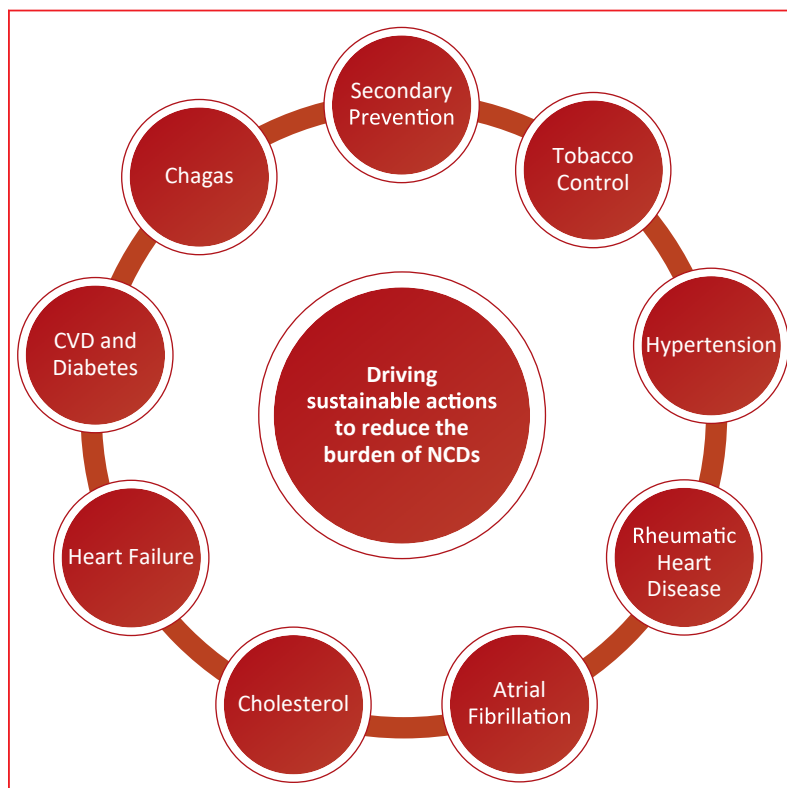 Secondary
Prevention
Tobacco
Control
Hypertension
Rheumatic
Heart
Disease
Atrial
Fibrillation
Cholesterol
Heart Failure
CVD and
Diabetes
Chagas
Driving
sustainable actions
to reduce the
burden of NCDs